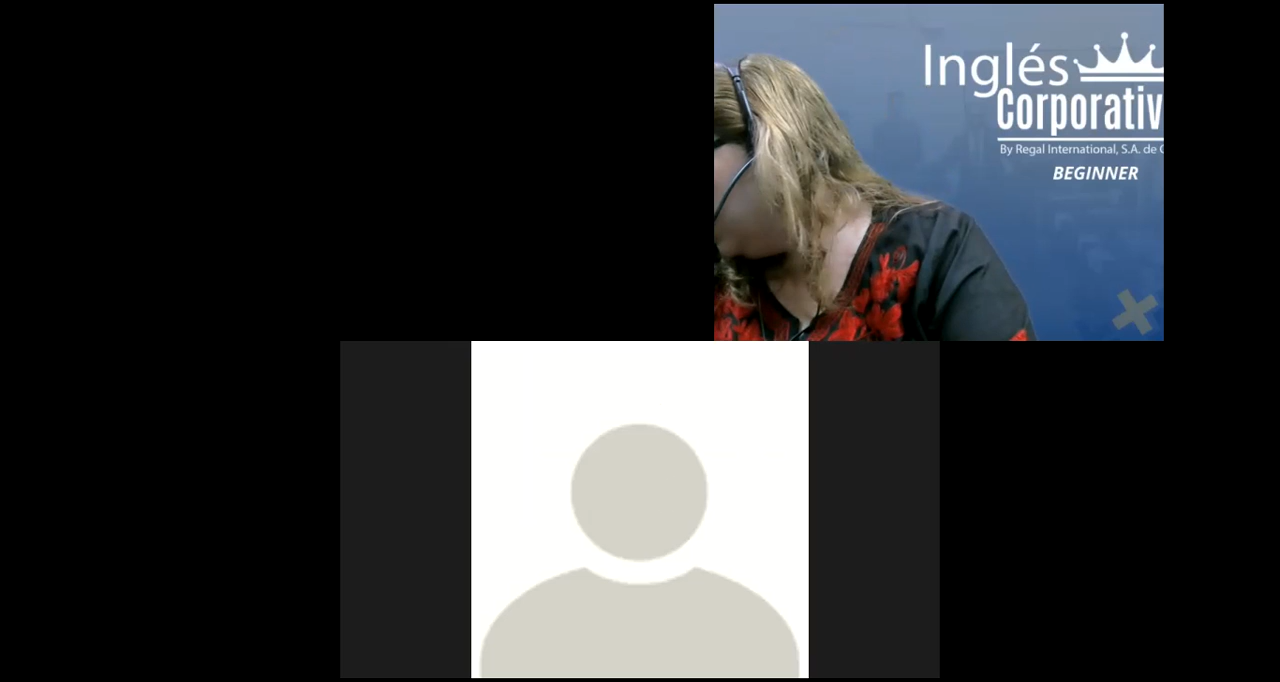 Inglés
Corporativ
By Regal International, S.A. de C
BEGINNER